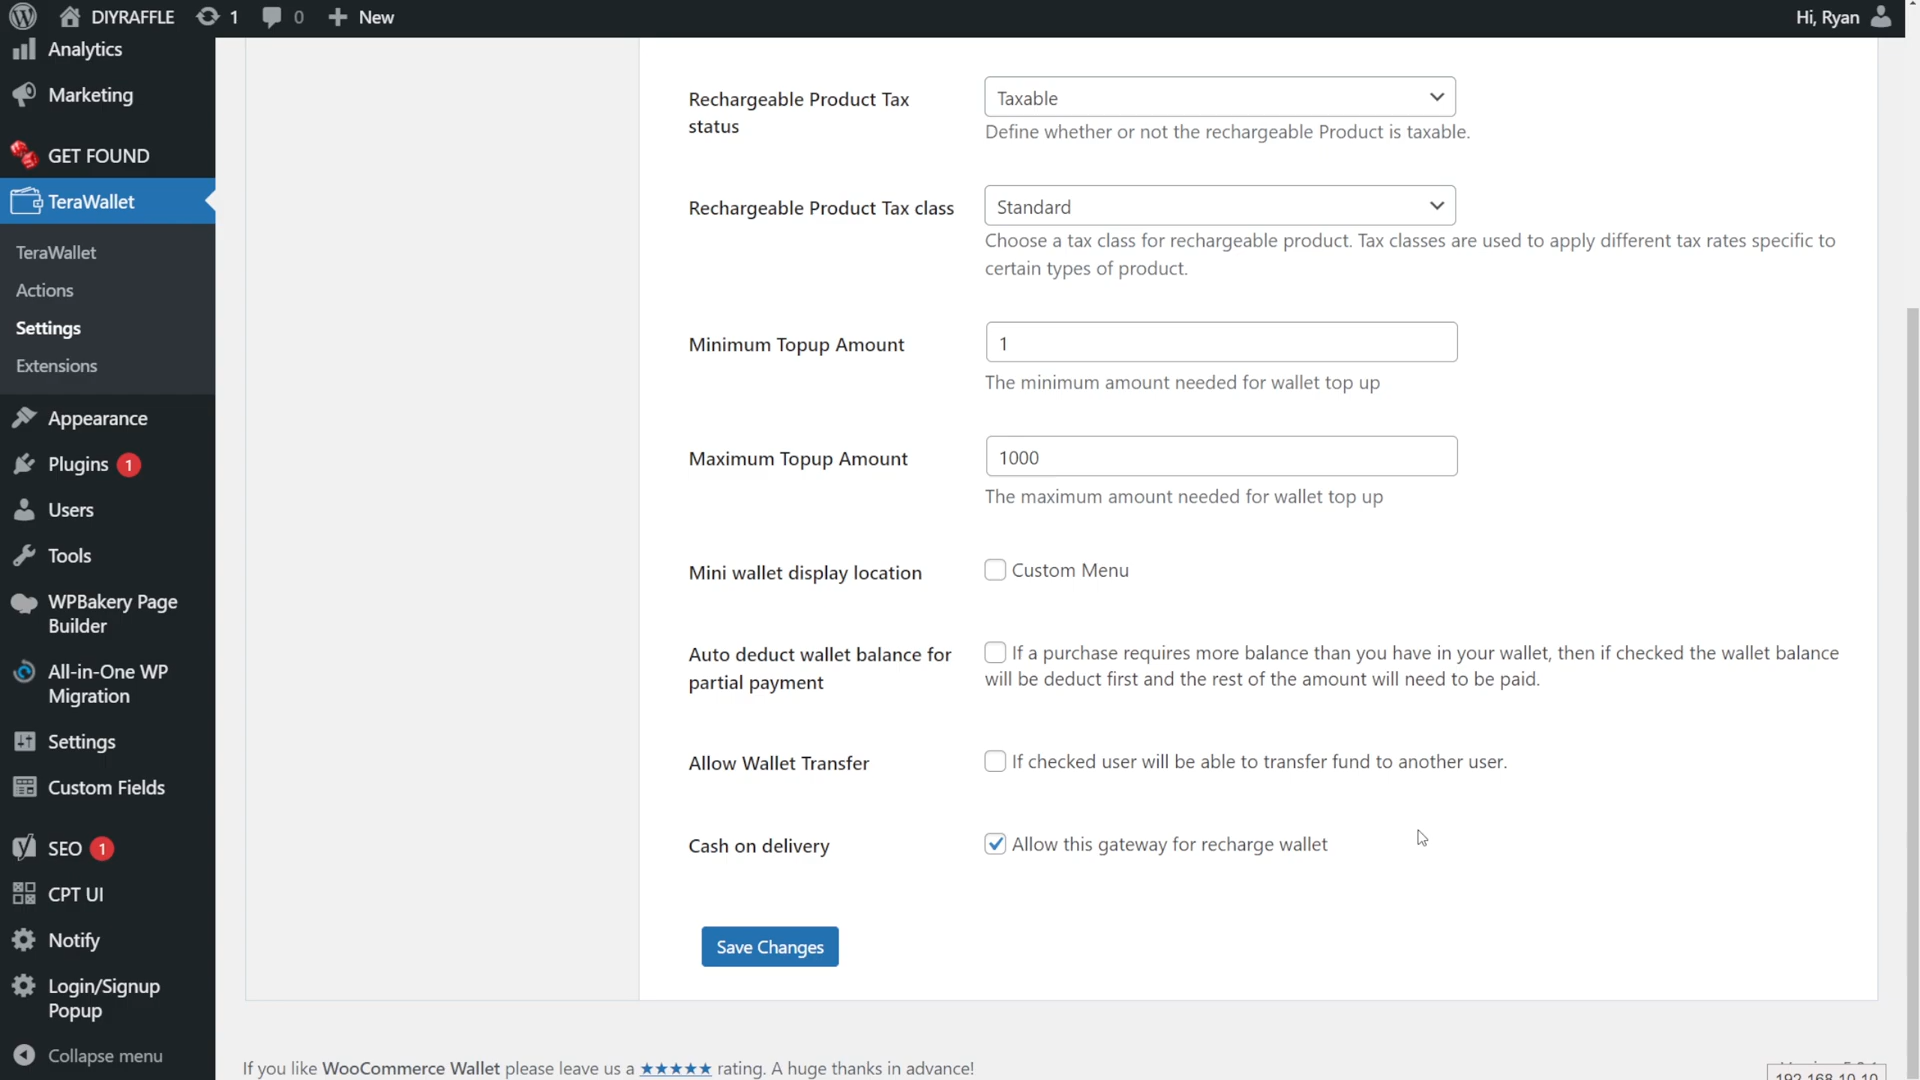 DIYRAFFLE 1 0 New Hi, Ryan
Analytics
Marketing
GET FOUND
TeraWallet
TeraWallet
Actions
Settings
Extensions
Appearance
Plugins 1
Users
Tools
WPBakery Page
Builder
All-in-One WP
Migration
Settings
Custom Fields
SEO 1
CPT UI
Notify
Login/Signup
Popup
Collapse menu
Rechargeable Product Tax
status
Taxable
Define whether or not the rechargeable Product is taxable.
Rechargeable Product Tax class
Standard
Choose a tax class for rechargeable product. Tax classes are used to apply different tax rates specific to
certain types of product.
Minimum Topup Amount
1
The minimum amount needed for wallet top up
Maximum Topup Amount
1000
The maximum amount needed for wallet top up
Mini wallet display location
Custom Menu
Auto deduct wallet balance for
partial payment
If a purchase requires more balance than you have in your wallet, then if checked the wallet balance
will be deduct first and the rest of the amount will need to be paid.
Allow Wallet Transfer
If checked user will be able to transfer fund to another user.
Cash on delivery
Allow this gateway for recharge wallet
Save Changes
If you like WooCommerce Wallet please leave us a ★★★★★ rating. A huge thanks in advance!
192.168.10.10